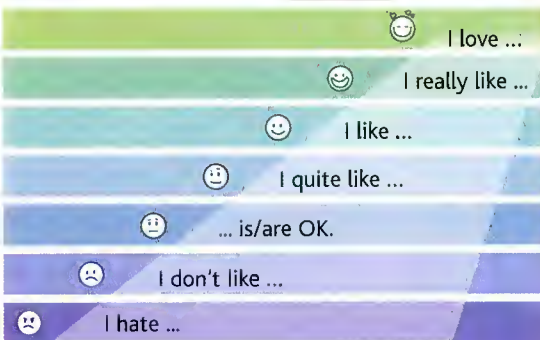 I love ...
I really like ...
I like ...
I quite like ...
... is/are OK.
I don't like ...
I hate ...